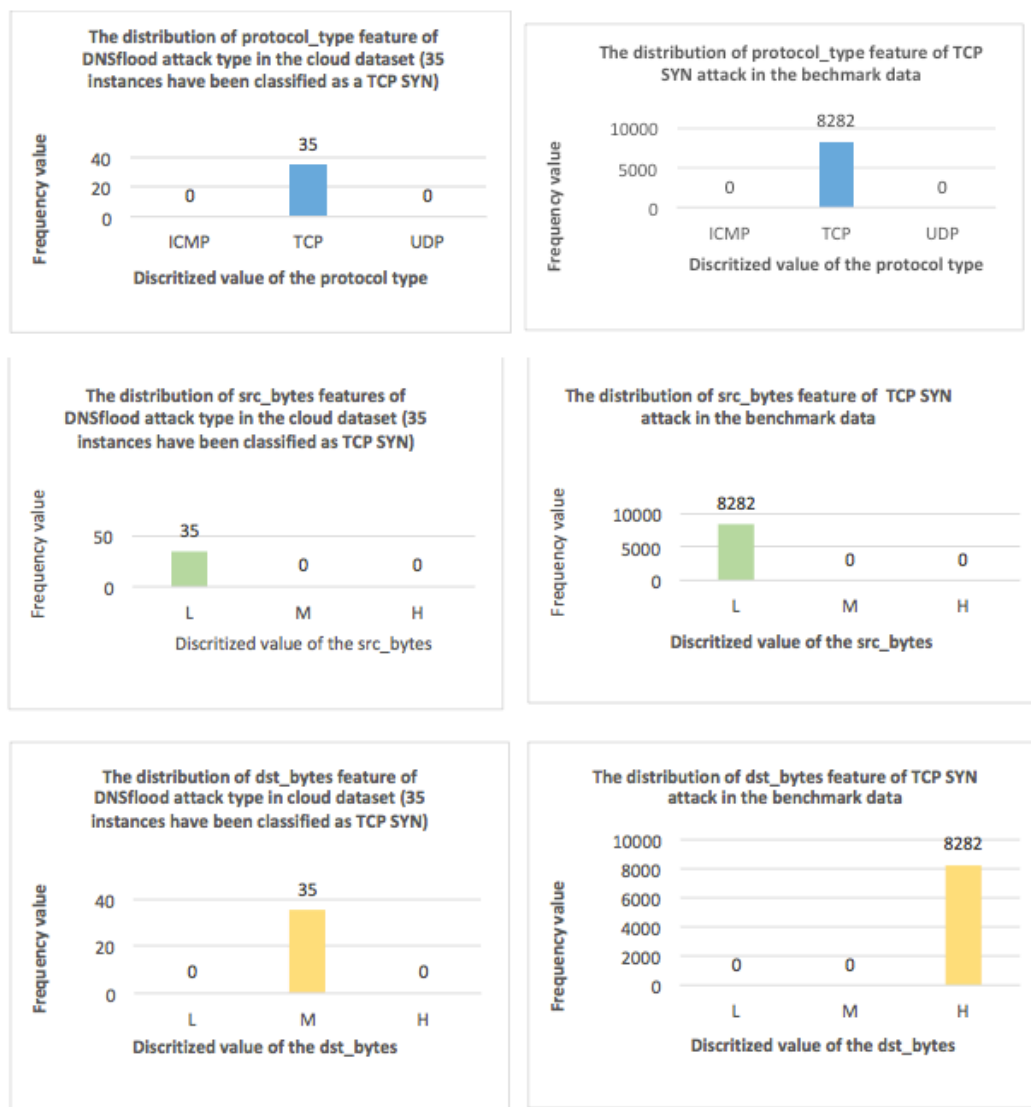 The distribution of protocol_type feature of
DNSflood attack type in the cloud dataset (35
instances have been classified as a TCP SYN)
Frequency value
40
20
0
0
35
0
ICMP
TCP
UDP
Discritized value of the protocol type
The distribution of protocol_type feature of TCP
SYN attack in the bechmark data
Frequency value
10000
5000
0
0
8282
0
ICMP
TCP
UDP
Discritized value of the protocol type
The distribution of src_bytes features of
DNSflood attack type in the cloud dataset (35
instances have been classified as TCP SYN)
Frequency value
50
0
35
0
0
L
M
H
Discritized value of the src_bytes
The distribution of src_bytes feature of TCP SYN
attack in the benchmark data
Frequency value
10000
5000
0
8282
0
0
L
M
H
Discritized value of the src_bytes
The distribution of dst_bytes feature of
DNSflood attack type in cloud dataset (35
instances have been classified as TCP SYN)
Frequency value
40
20
0
0
35
0
L
M
H
Discritized value of the dst_bytes
The distribution of dst_bytes feature of TCP SYN
attack in the benchmark data
Frequency value
10000
8000
6000
4000
2000
0
0
0
8282
L
M
H
Discritized value of the dst_bytes